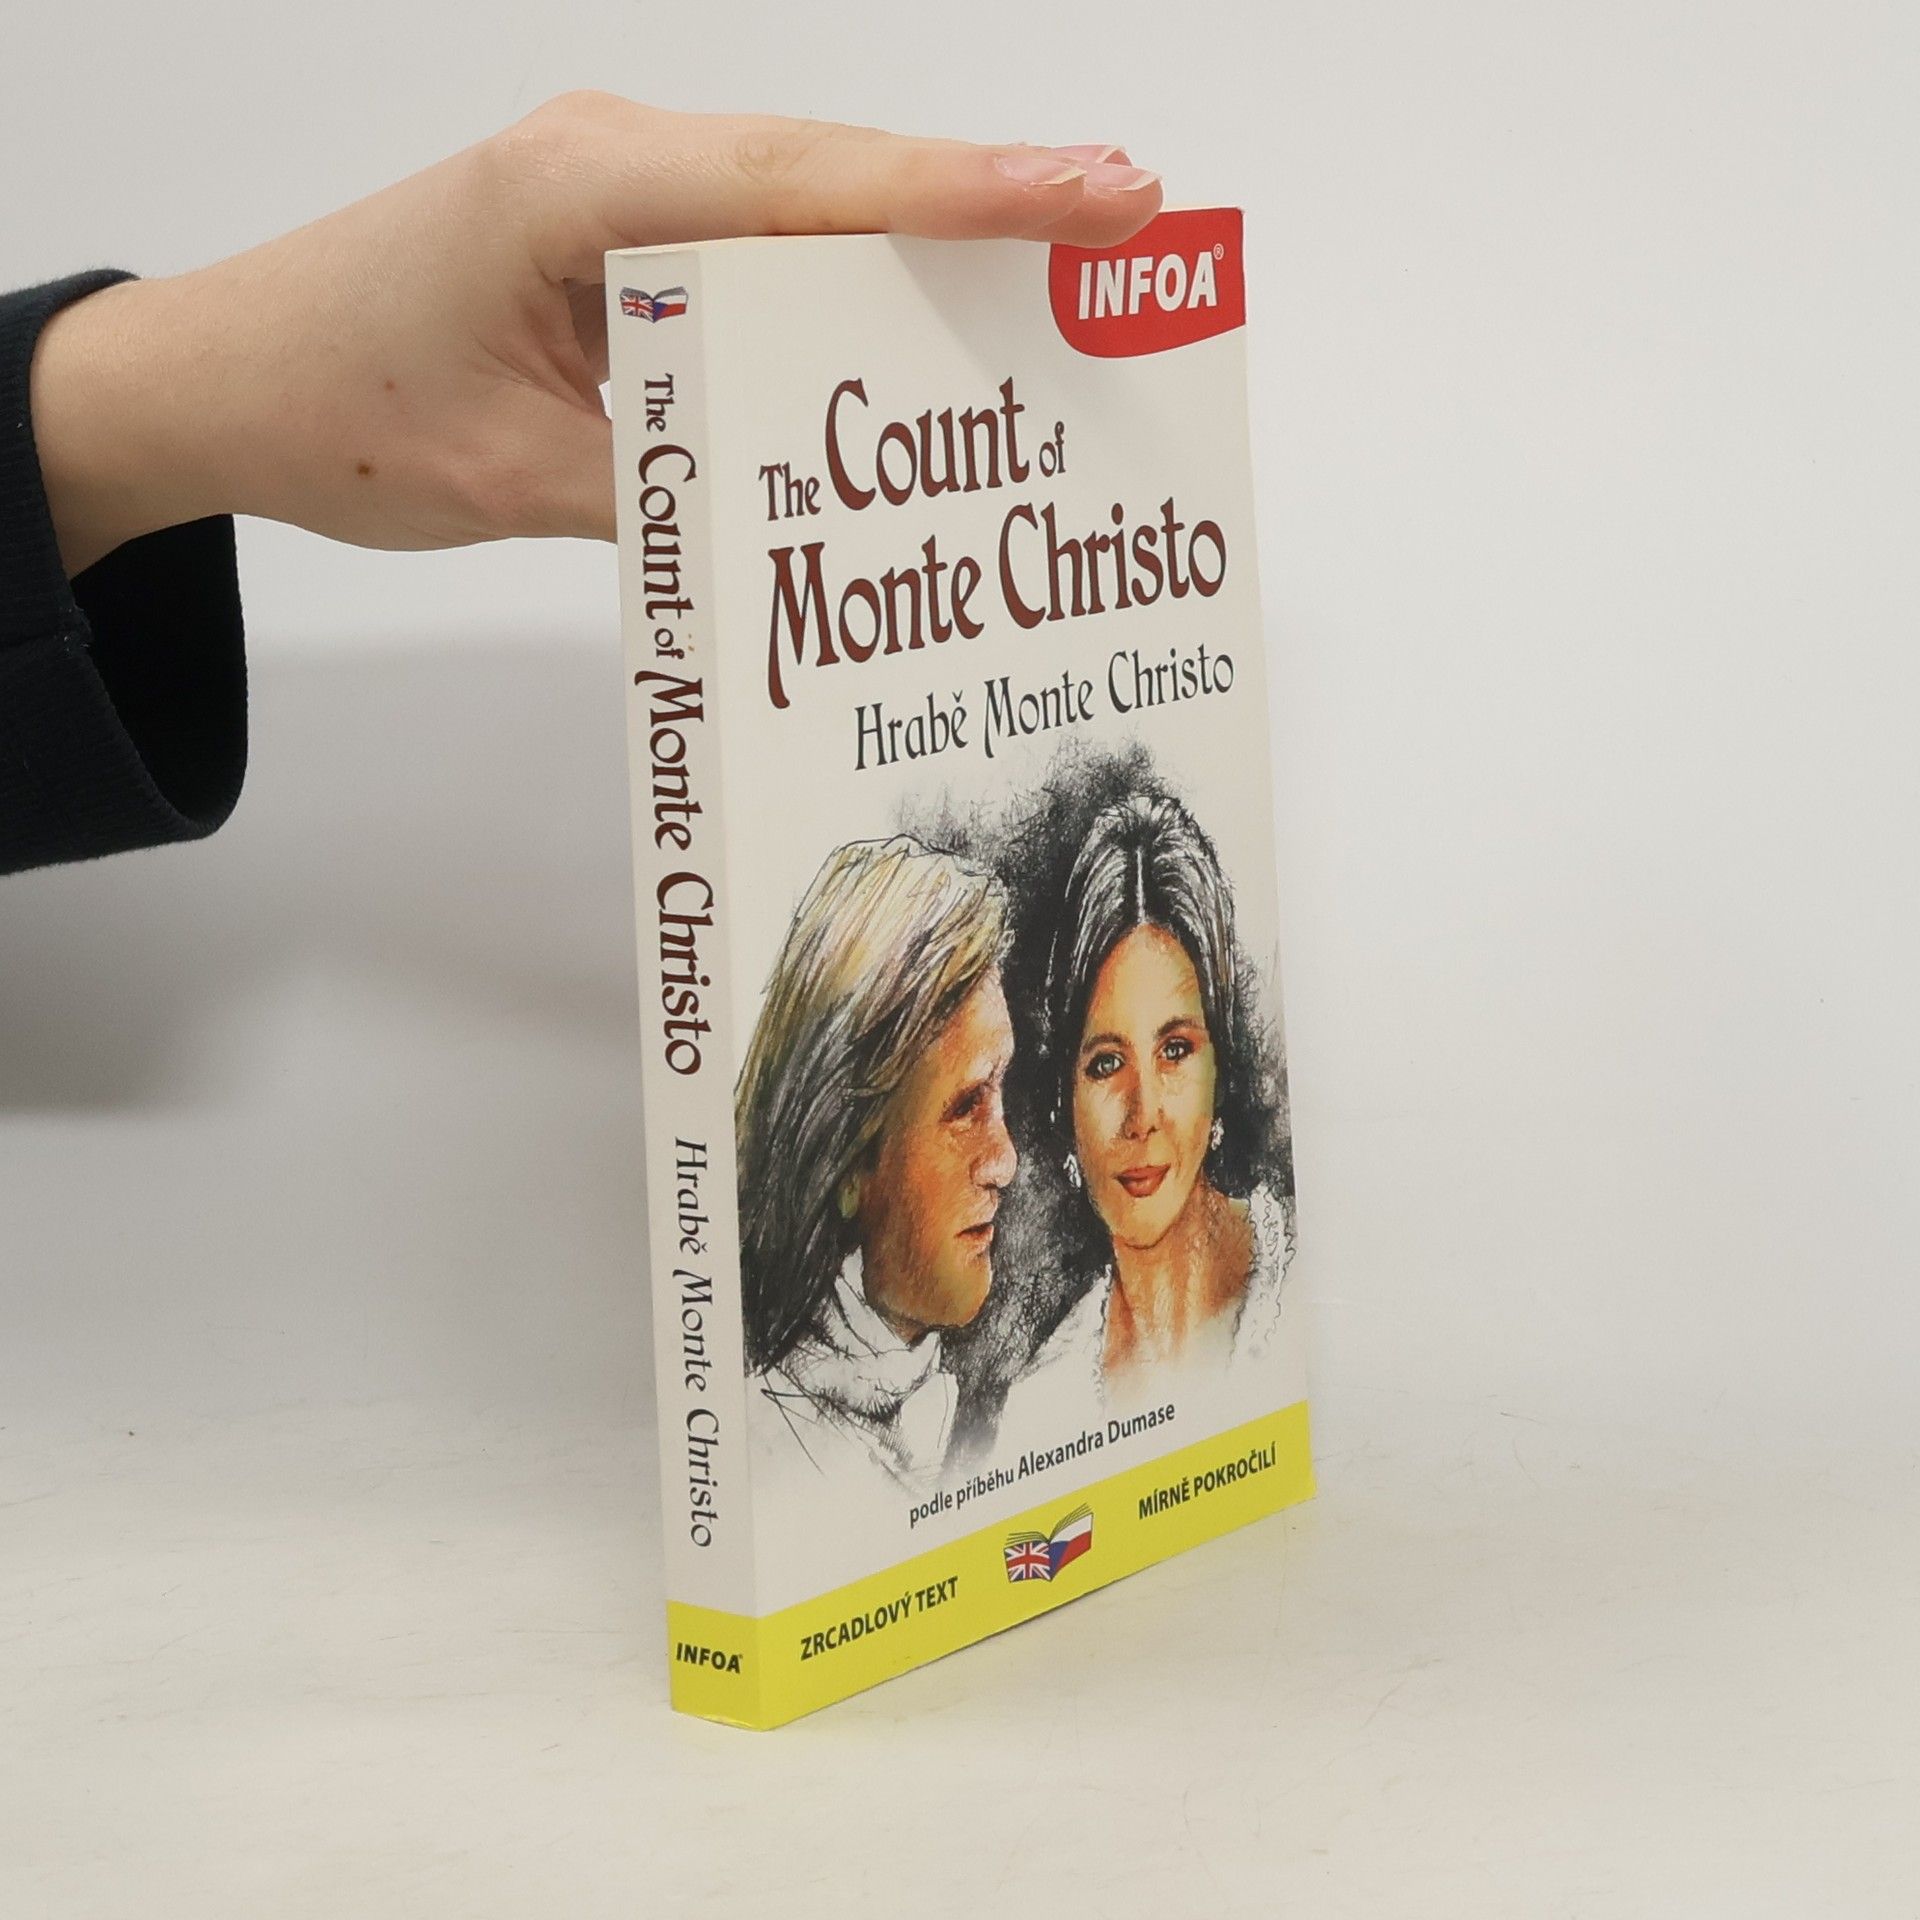 The Count of Monte Christo Hrabě Monte Christo
INFOA®
INFOA®
The Count of
Monte Christo
Hrabě Monte Christo
podle příběhu Alexandra Dumase
ZRCADLOVÝ TEXT
MÍRNĚ POKROČILÍ